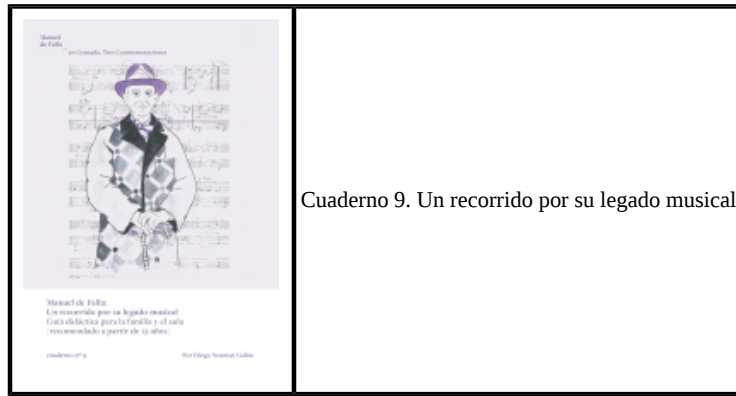 Manuel
de Falla
en Granada, Tres Conmemoraciones
Manuel de Falla:
Un recorrido por su legado musical
Guía didáctica para la familia y el aula
[recomendado a partir de 13 años]
cuaderno nº 9
Por Diego Neuman Galán
Cuaderno 9. Un recorrido por su legado musical